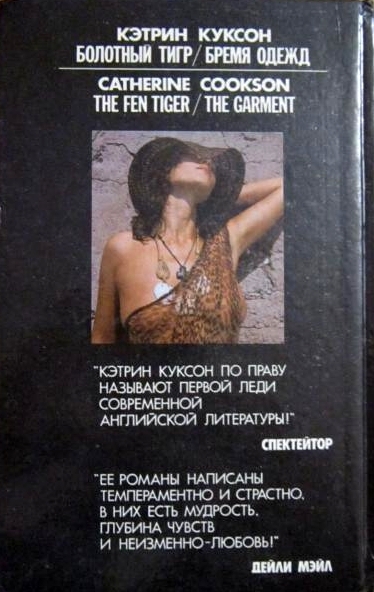 КЭТРИН КУКСОН
БОЛОТНЫЙ ТИГР/БРЕМЯ ОДЕЖД
CATHERINE COOKSON
THE FEN TIGER/THE GARMENT
"КЭТРИН КУКСОН ПО ПРАВУ
НАЗЫВАЮТ ПЕРВОЙ ЛЕДИ
СОВРЕМЕННОЙ
АНГЛИЙСКОЙ ЛИТЕРАТУРЫ!"
СПЕКТЕЙТОР
"ЕЕ РОМАНЫ НАПИСАНЫ
ТЕМПЕРАМЕНТНО И СТРАСТНО.
В НИХ ЕСТЬ МУДРОСТЬ,
ГЛУБИНА ЧУВСТВ
И НЕИЗМЕННО-ЛЮБОВЬ!"
ДЕЙЛИ МЭЙЛ